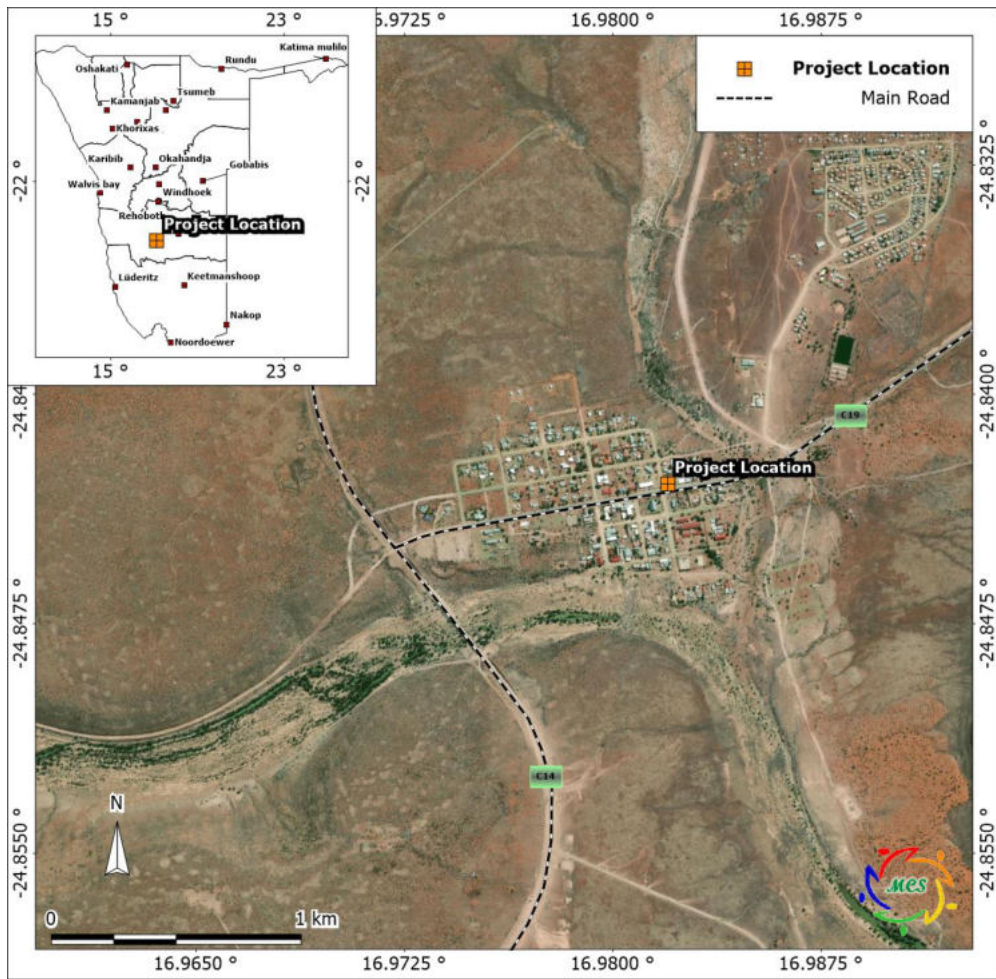 15 °
23 °
Katima mulilo
Rundu
Oshakati
Tsumeb
Kamanjab
Khorixas
Karibib
Okahandja
Gobabis
-22 °
-22 °
Walvis bay
Windhoek
Rehoboth
Project Location
Lüderitz
Keetmanshoop
Nakop
Noordoewer
15 °
23 °
6.9725 °
16.9800 °
16.9875 °
Project Location
Main Road
-24.8325 °
-24.84
-24.8400 °
C19
Project Location
-24.8475 °
-24.8475 °
C14
N
-24.8550 °
-24.8550 °
MCS
0
1 km
16.9650 °
16.9725 °
16.9800 °
16.9875 °